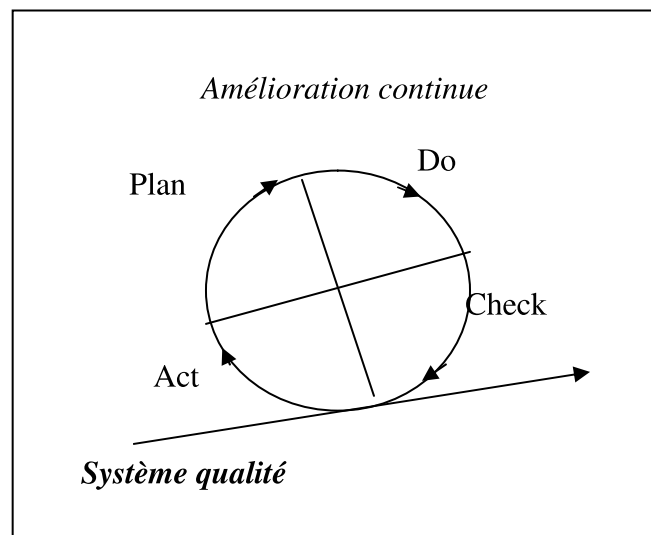 Amélioration continue
Do
Plan
Check
Act
Système qualité